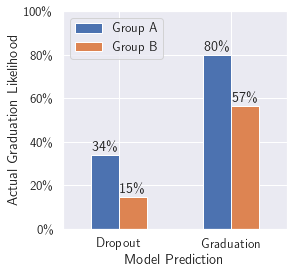 100%
80%
60%
40%
20%
0%
Actual Graduation Likelihood
Group A
Group B
34%
15%
80%
57%
Dropout
Graduation
Model Prediction